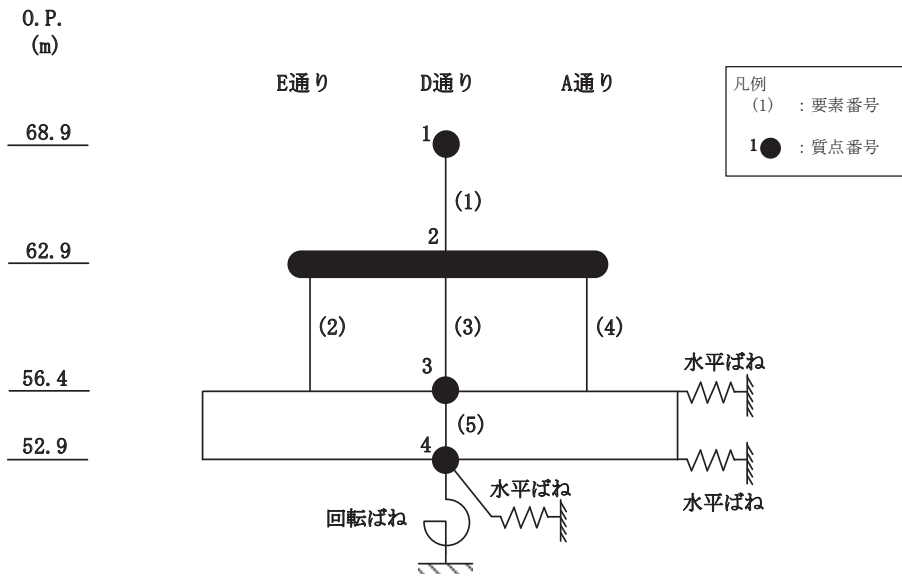 O.P.
(m)
E通り D通り A通り
凡例
(1) : 要素番号
1 : 質点番号
68.9
1
(1)
62.9
2
(2) (3) (4)
水平ばね
56.4
3
(5)
52.9
4
水平ばね
水平ばね
回転ばね